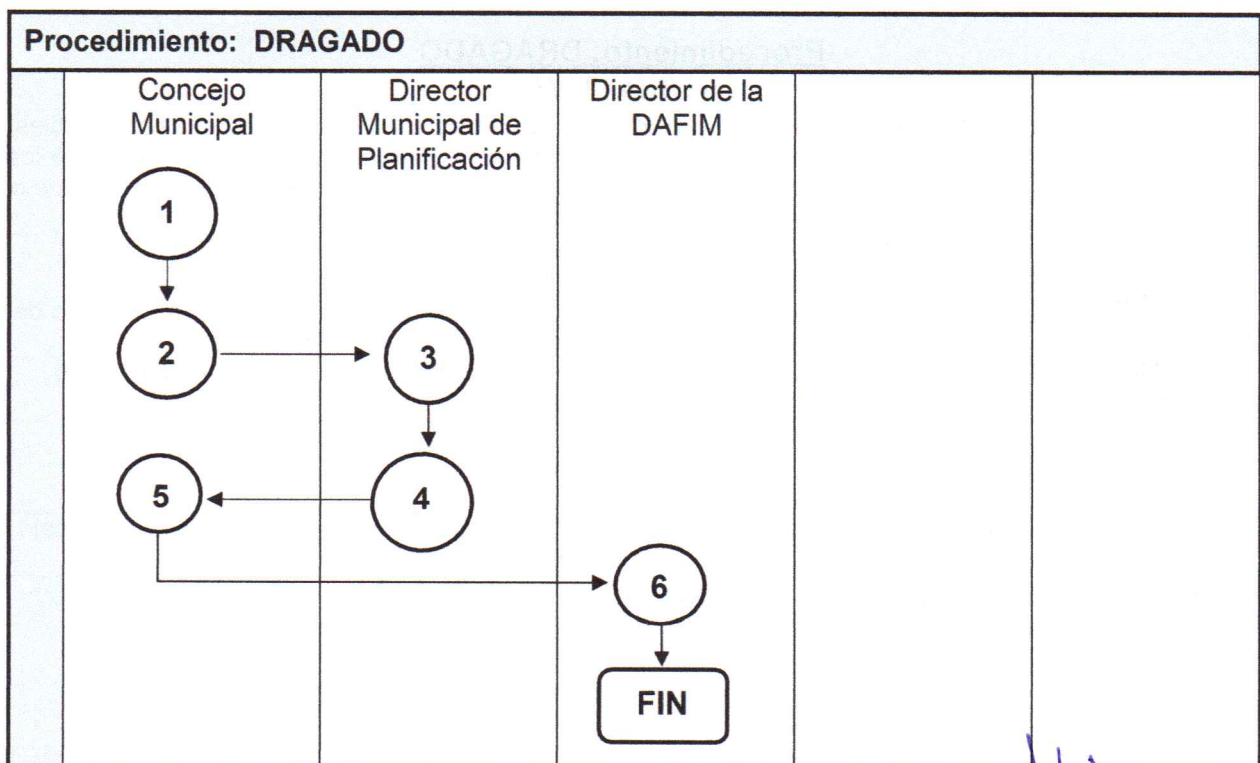 Procedimiento: DRAGADO
Concejo
Municipal
Director
Municipal de
Planificación
Director de la
DAFIM
1
2
3
5
4
6
FIN